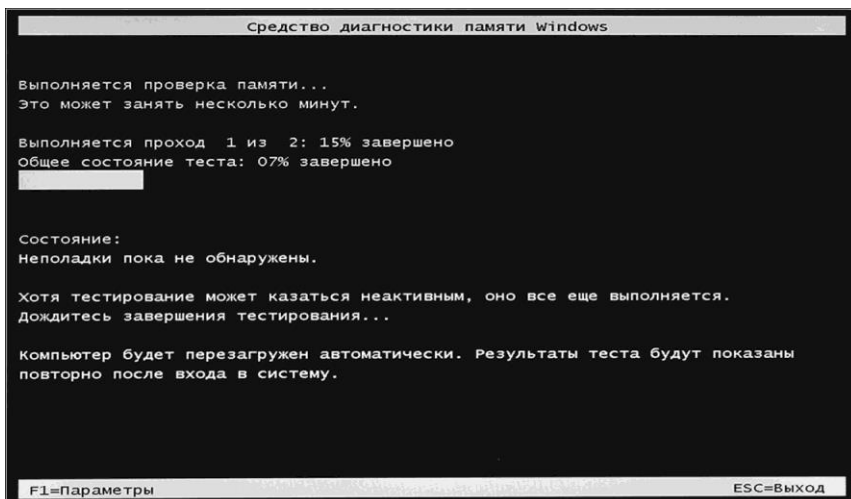 Средство диагностики памяти Windows
Выполняется проверка памяти...
Это может занять несколько минут.
Выполняется проход 1 из 2: 15% завершено
Общее состояние теста: 07% завершено
Состояние:
Неполадки пока не обнаружены.
Хотя тестирование может казаться неактивным, оно все еще выполняется.
Дождитесь завершения тестирования...
Компьютер будет перезагружен автоматически. Результаты теста будут показаны
повторно после входа в систему.
F1=Параметры
ESC=Выход